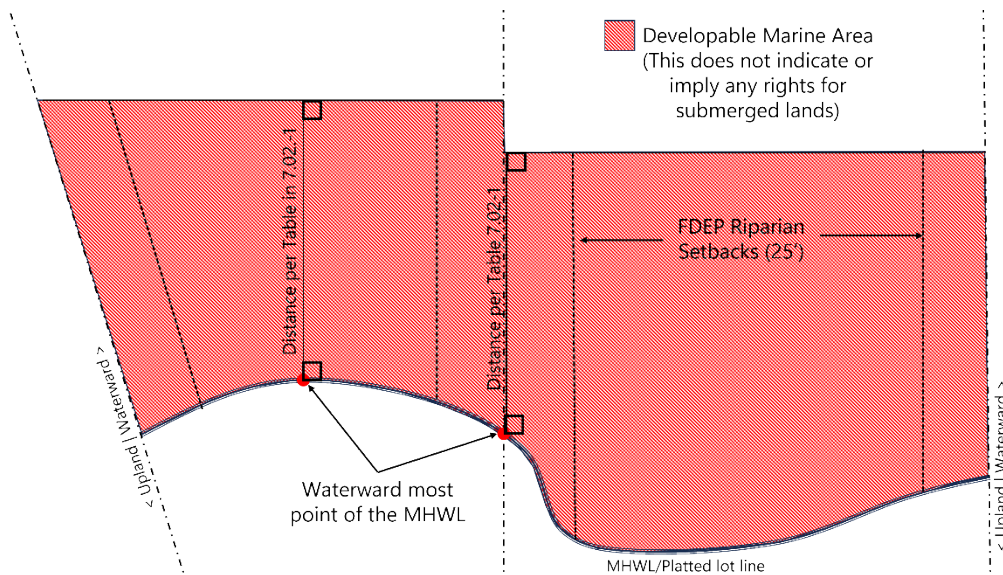 Developable Marine Area
(This does not indicate or
imply any rights for
submerged lands)
Distance per Table in 7.02.-1
Distance per Table 7.02-1
FDEP Riparian
Setbacks (25')
< Upland | Waterward >
Waterward most
point of the MHWL
MHWL/Platted lot line
< Upland | Waterward >